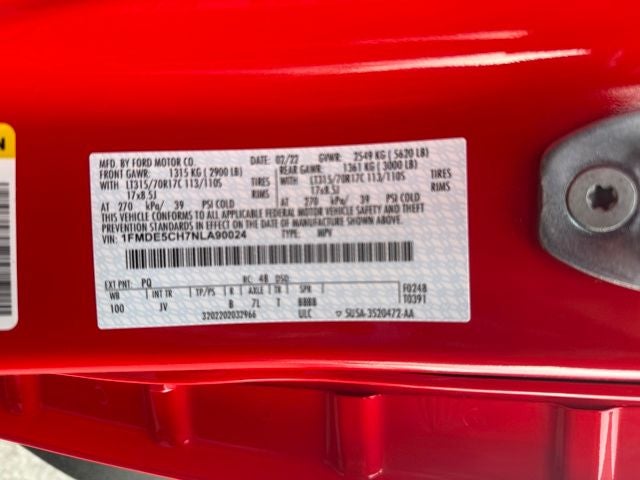 N
MFD. BY FORD MOTOR CO. DATE: 02/22 GVWR: 2549 KG ( 5620 LB)
FRONT GAWR: 1315 KG ( 2900 LB) REAR GAWR: 1361 KG ( 3000 LB)
WITH LT315/70R17C 113/110S TIRES WITH LT315/70R17C 113/110S TIRES
17x8.5J RIMS 17x8.5J RIMS
AT 270 kPa/ 39 PSI COLD AT 270 kPa/ 39 PSI COLD
THIS VEHICLE CONFORMS TO ALL APPLICABLE FEDERAL MOTOR VEHICLE SAFETY AND THEFT
PREVENTION STANDARDS IN EFFECT ON THE DATE OF MANUFACTURE SHOWN ABOVE.
VIN: 1FMDE5CH7NLA90024 TYPE: MPV
EXT PNT: PQ RC: 48 DSO:
WB INT TR TP/PS R AXLE TR SPR F0248
100 JV B 7L T 8888 T0391
3202202032966 ULC 5USA-3520472-AA